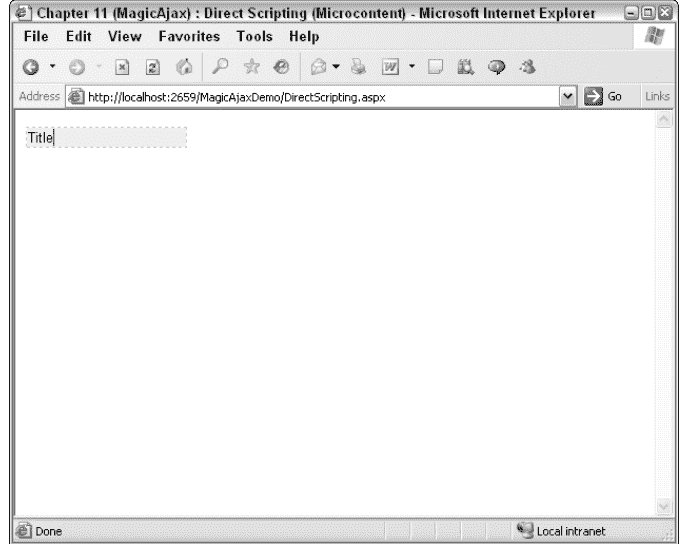 Chapter 11 (MagicAjax) : Direct Scripting (Microcontent) - Microsoft Internet Explorer
File Edit View Favorites Tools Help
Address http://localhost:2659/MagicAjaxDemo/DirectScripting.aspx Go Links
Title
Done Local intranet